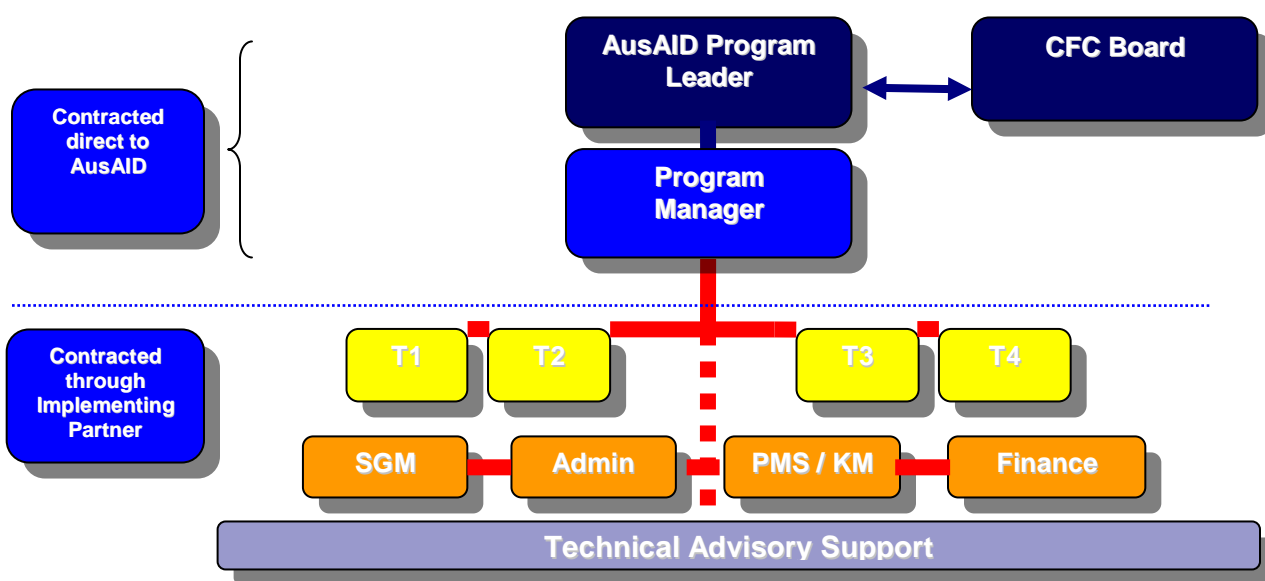 AusAID Program
Leader
CFC Board
Contracted
direct to
AusAID
Program
Manager
Contracted
through
Implementing
Partner
T1
T2
T3
T4
SGM
Admin
PMS / KM
Finance
Technical Advisory Support